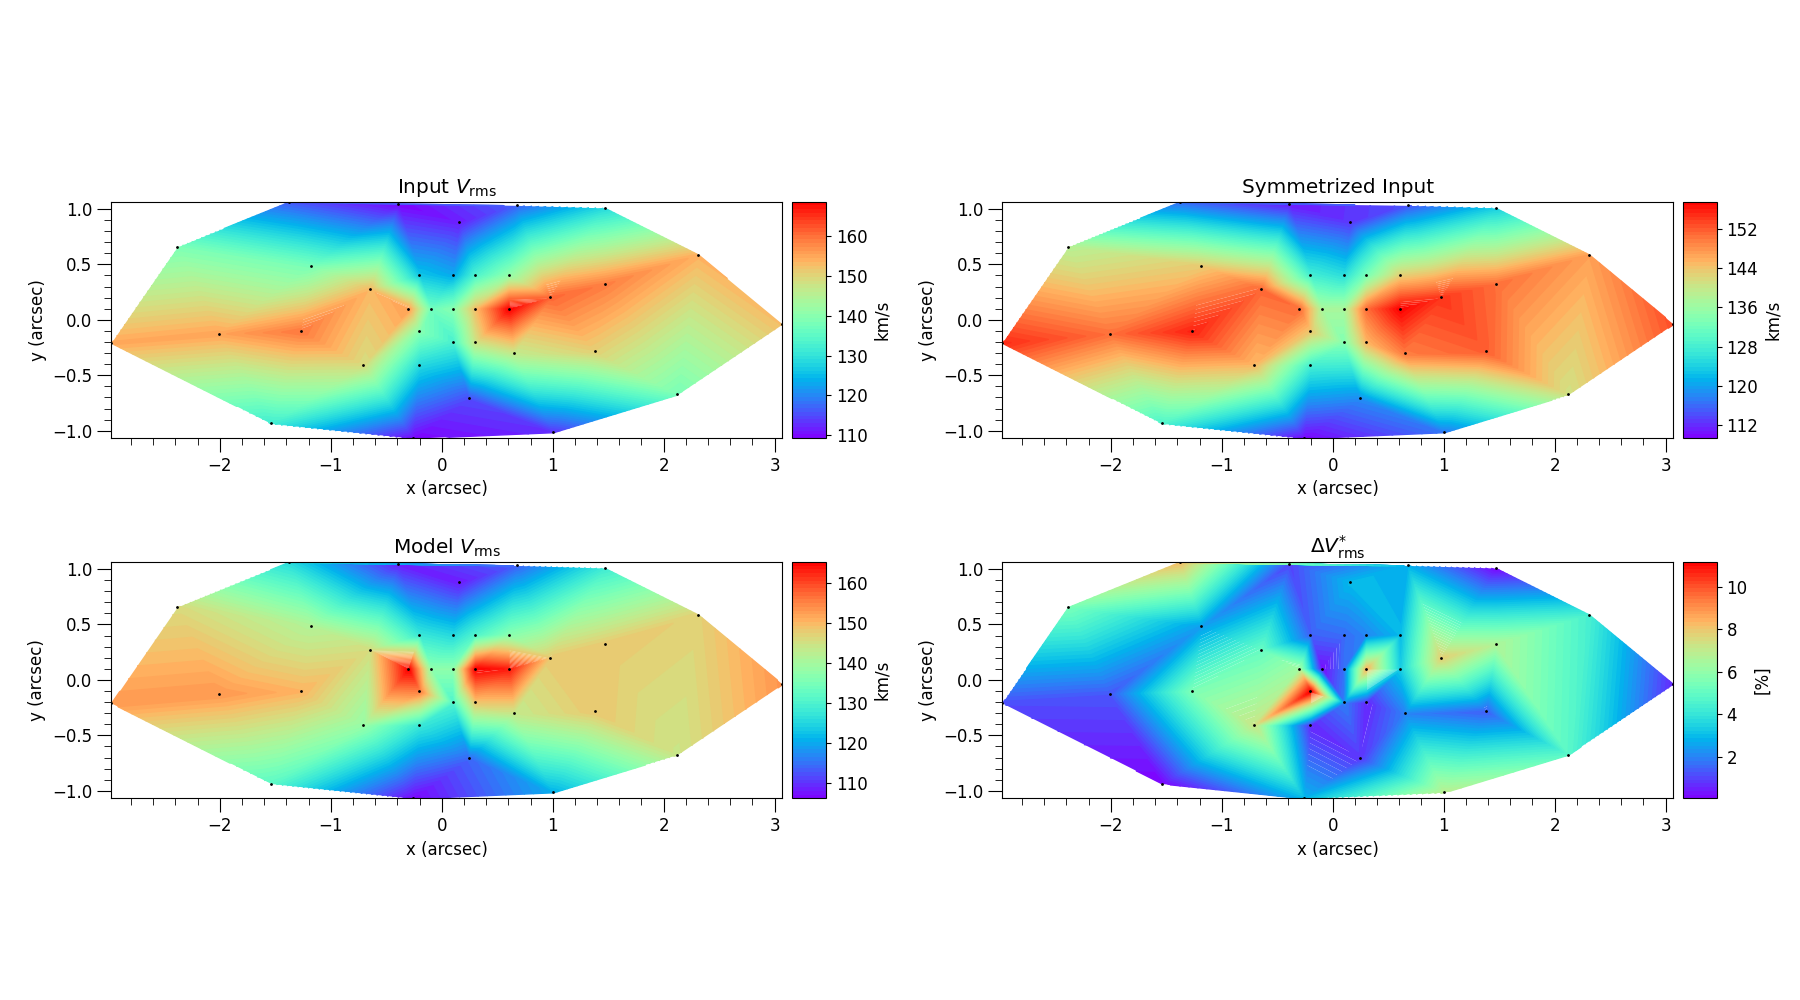 Input V_rms
Symmetrized Input
1.0
0.5
0.0
−0.5
−1.0
y (arcsec)
−2 −1 0 1 2 3
x (arcsec)
160
150
140
130
120
110
km/s
1.0
0.5
0.0
−0.5
−1.0
y (arcsec)
−2 −1 0 1 2 3
x (arcsec)
152
144
136
128
120
112
km/s
Model V_rms
ΔV*_rms
1.0
0.5
0.0
−0.5
−1.0
y (arcsec)
−2 −1 0 1 2 3
x (arcsec)
160
150
140
130
120
110
km/s
1.0
0.5
0.0
−0.5
−1.0
y (arcsec)
−2 −1 0 1 2 3
x (arcsec)
10
8
6
4
2
[%]